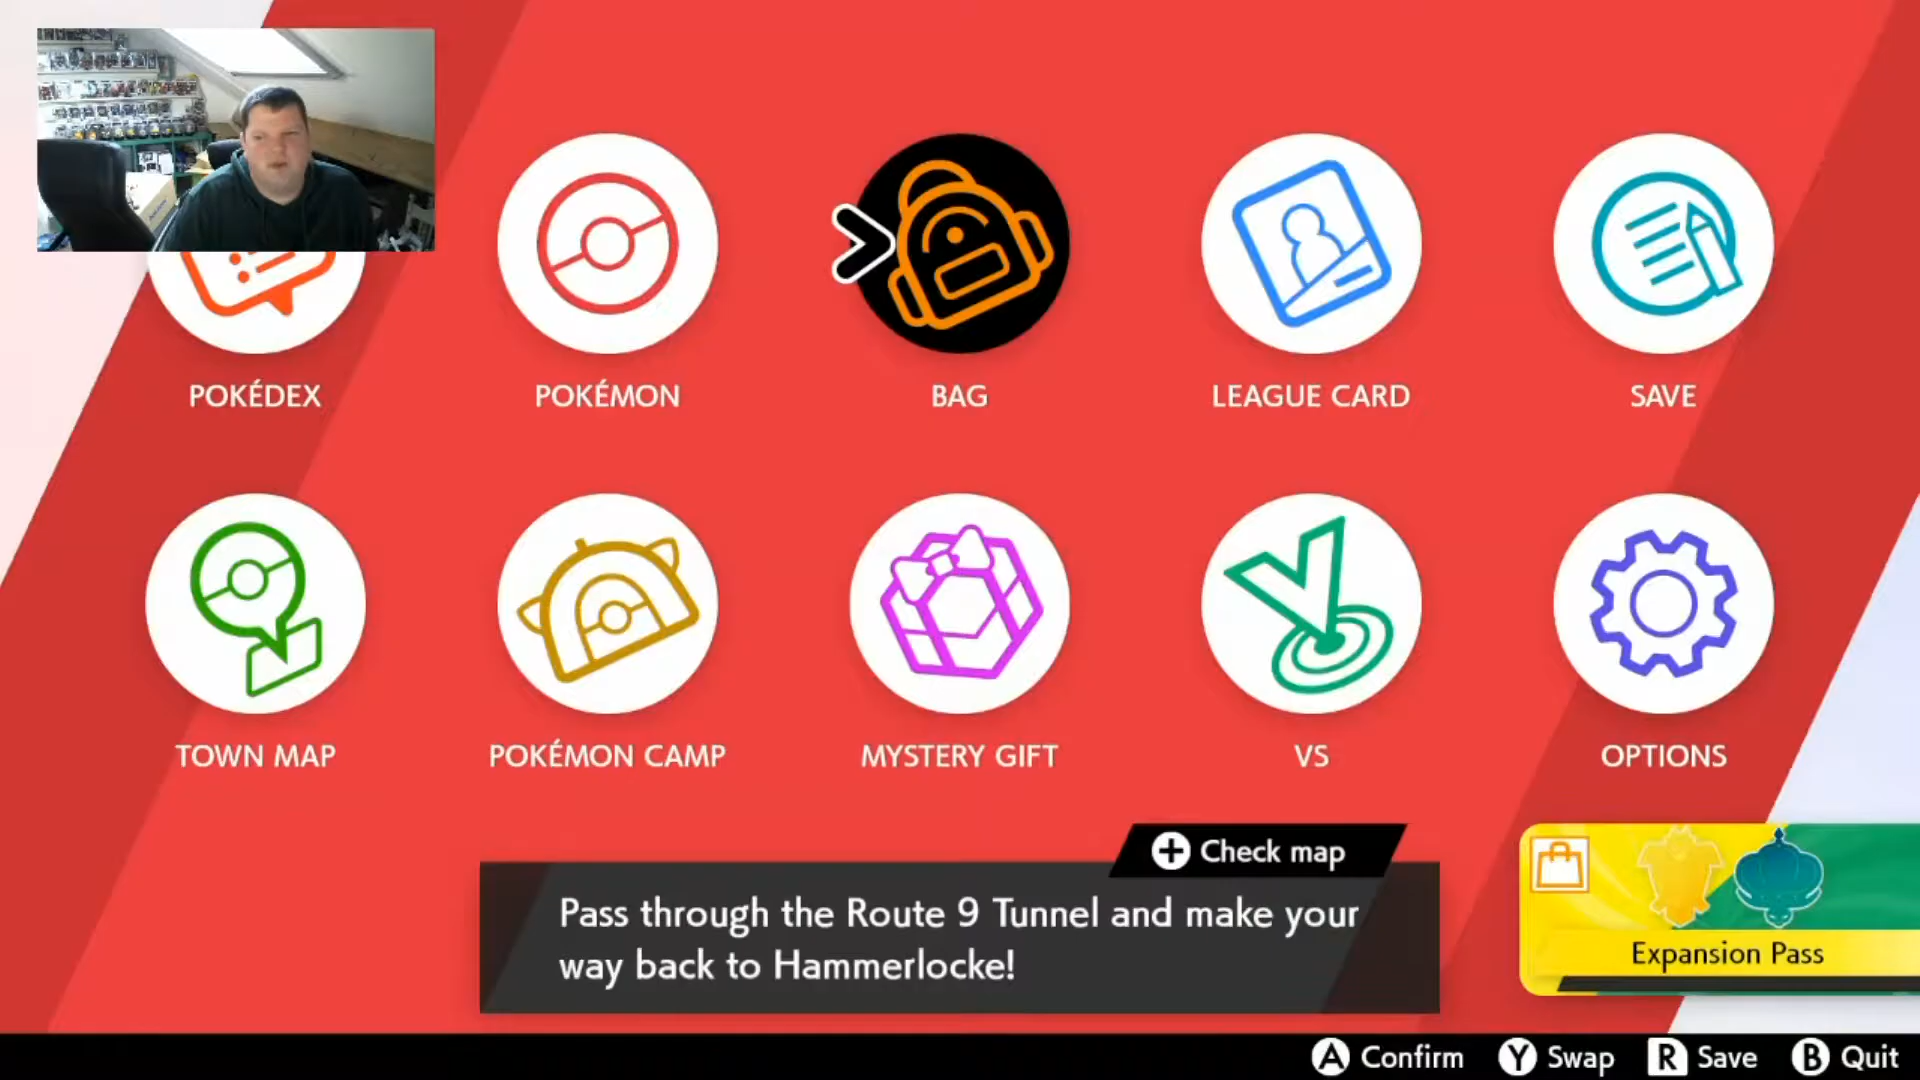 POKÉDEX
POKÉMON
BAG
LEAGUE CARD
SAVE
TOWN MAP
POKÉMON CAMP
MYSTERY GIFT
VS
OPTIONS
Check map
Pass through the Route 9 Tunnel and make your
way back to Hammerlocke!
Expansion Pass
A Confirm
Y Swap
R Save
B Quit